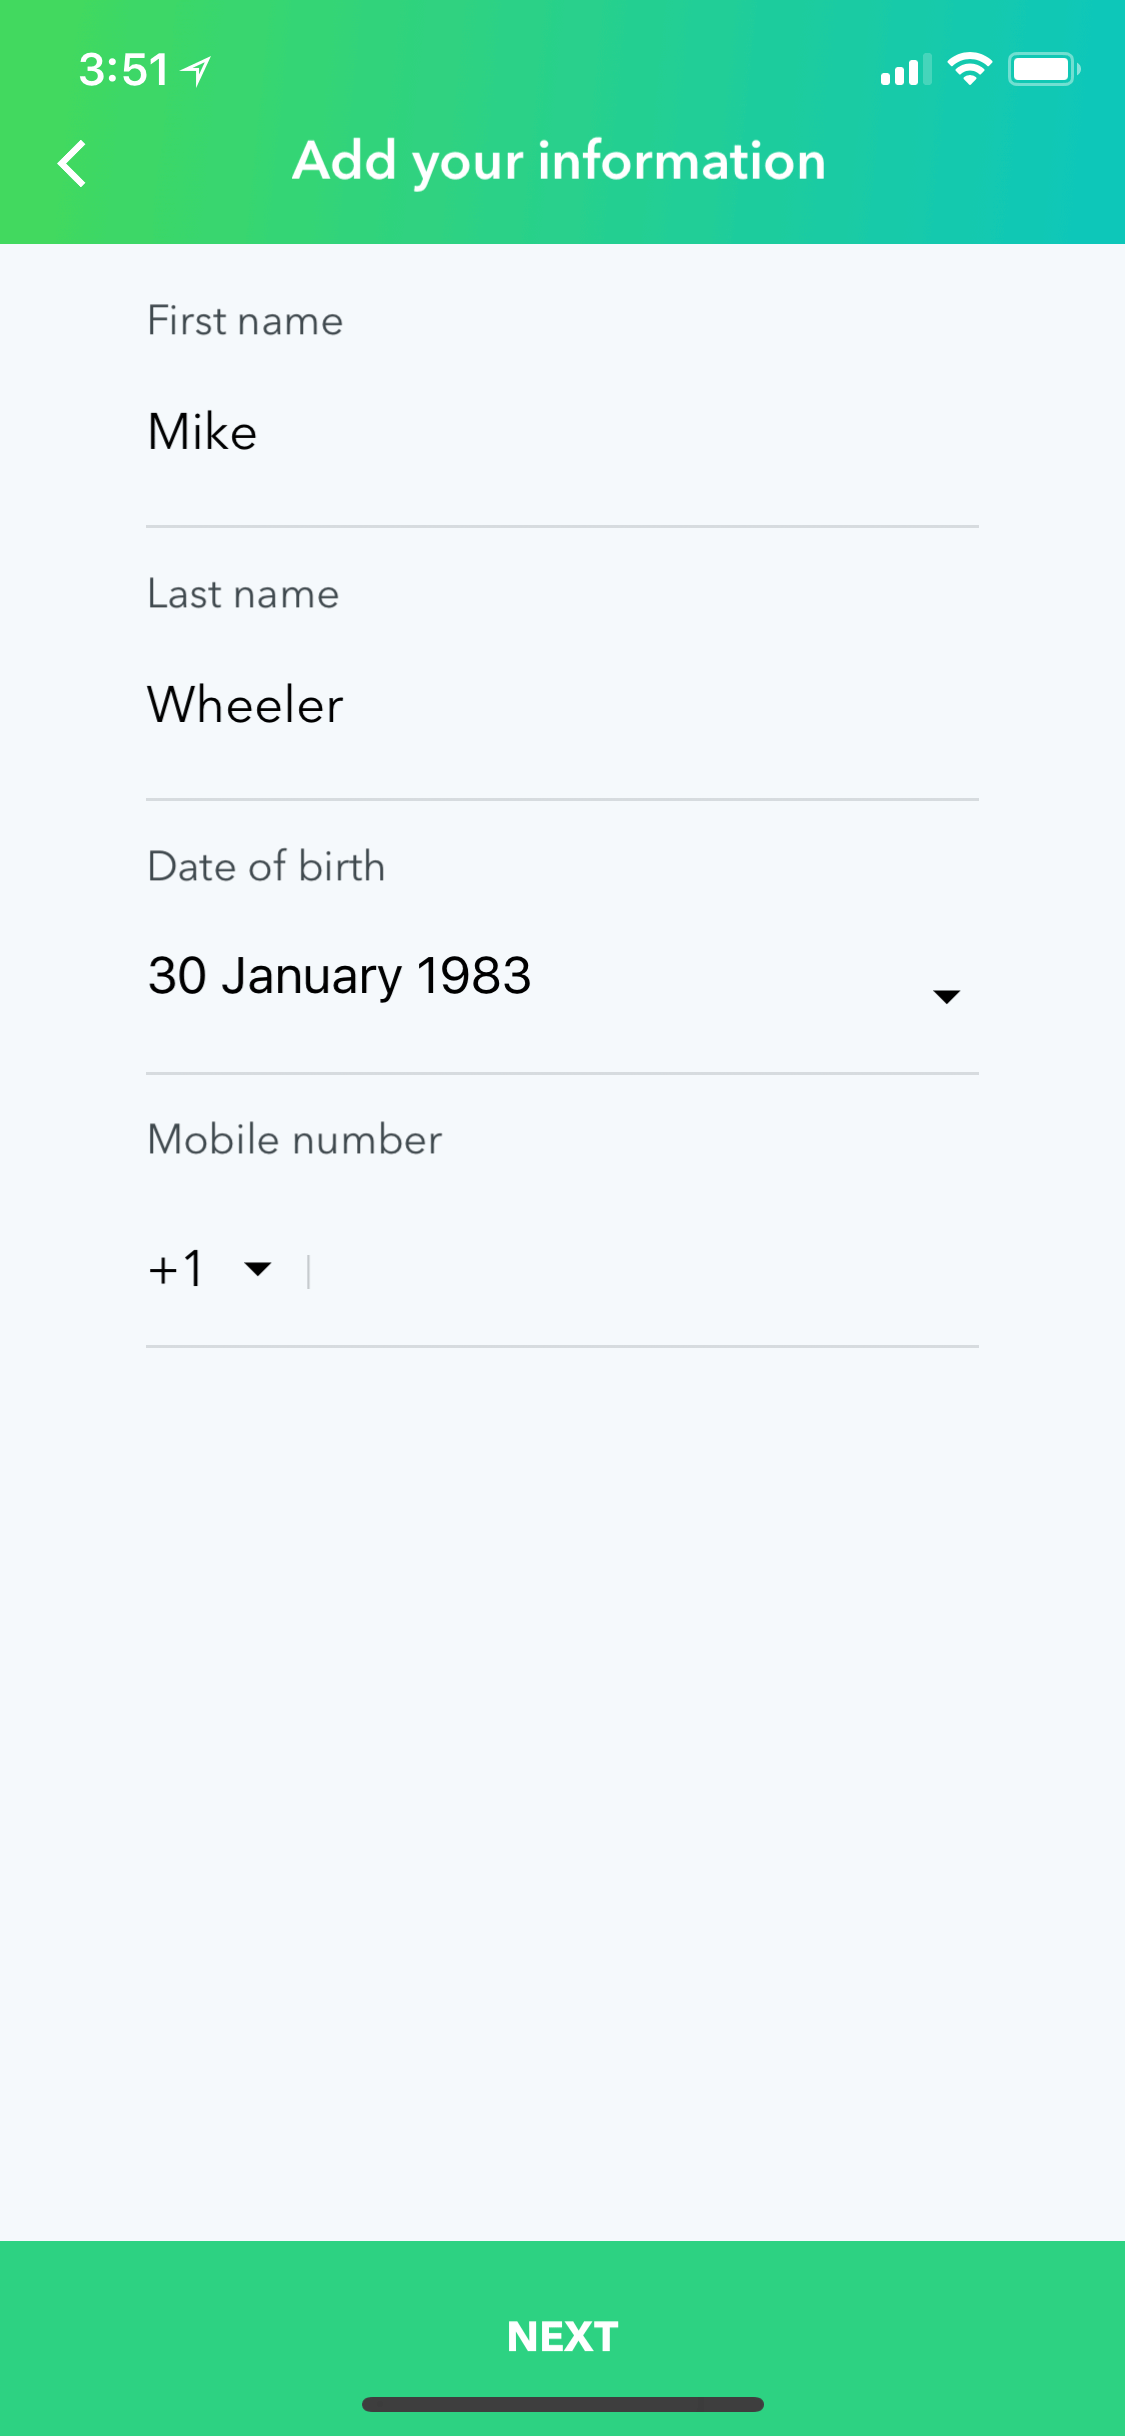 3:51
Add your information
First name
Mike
Last name
Wheeler
Date of birth
30 January 1983
Mobile number
+1
NEXT